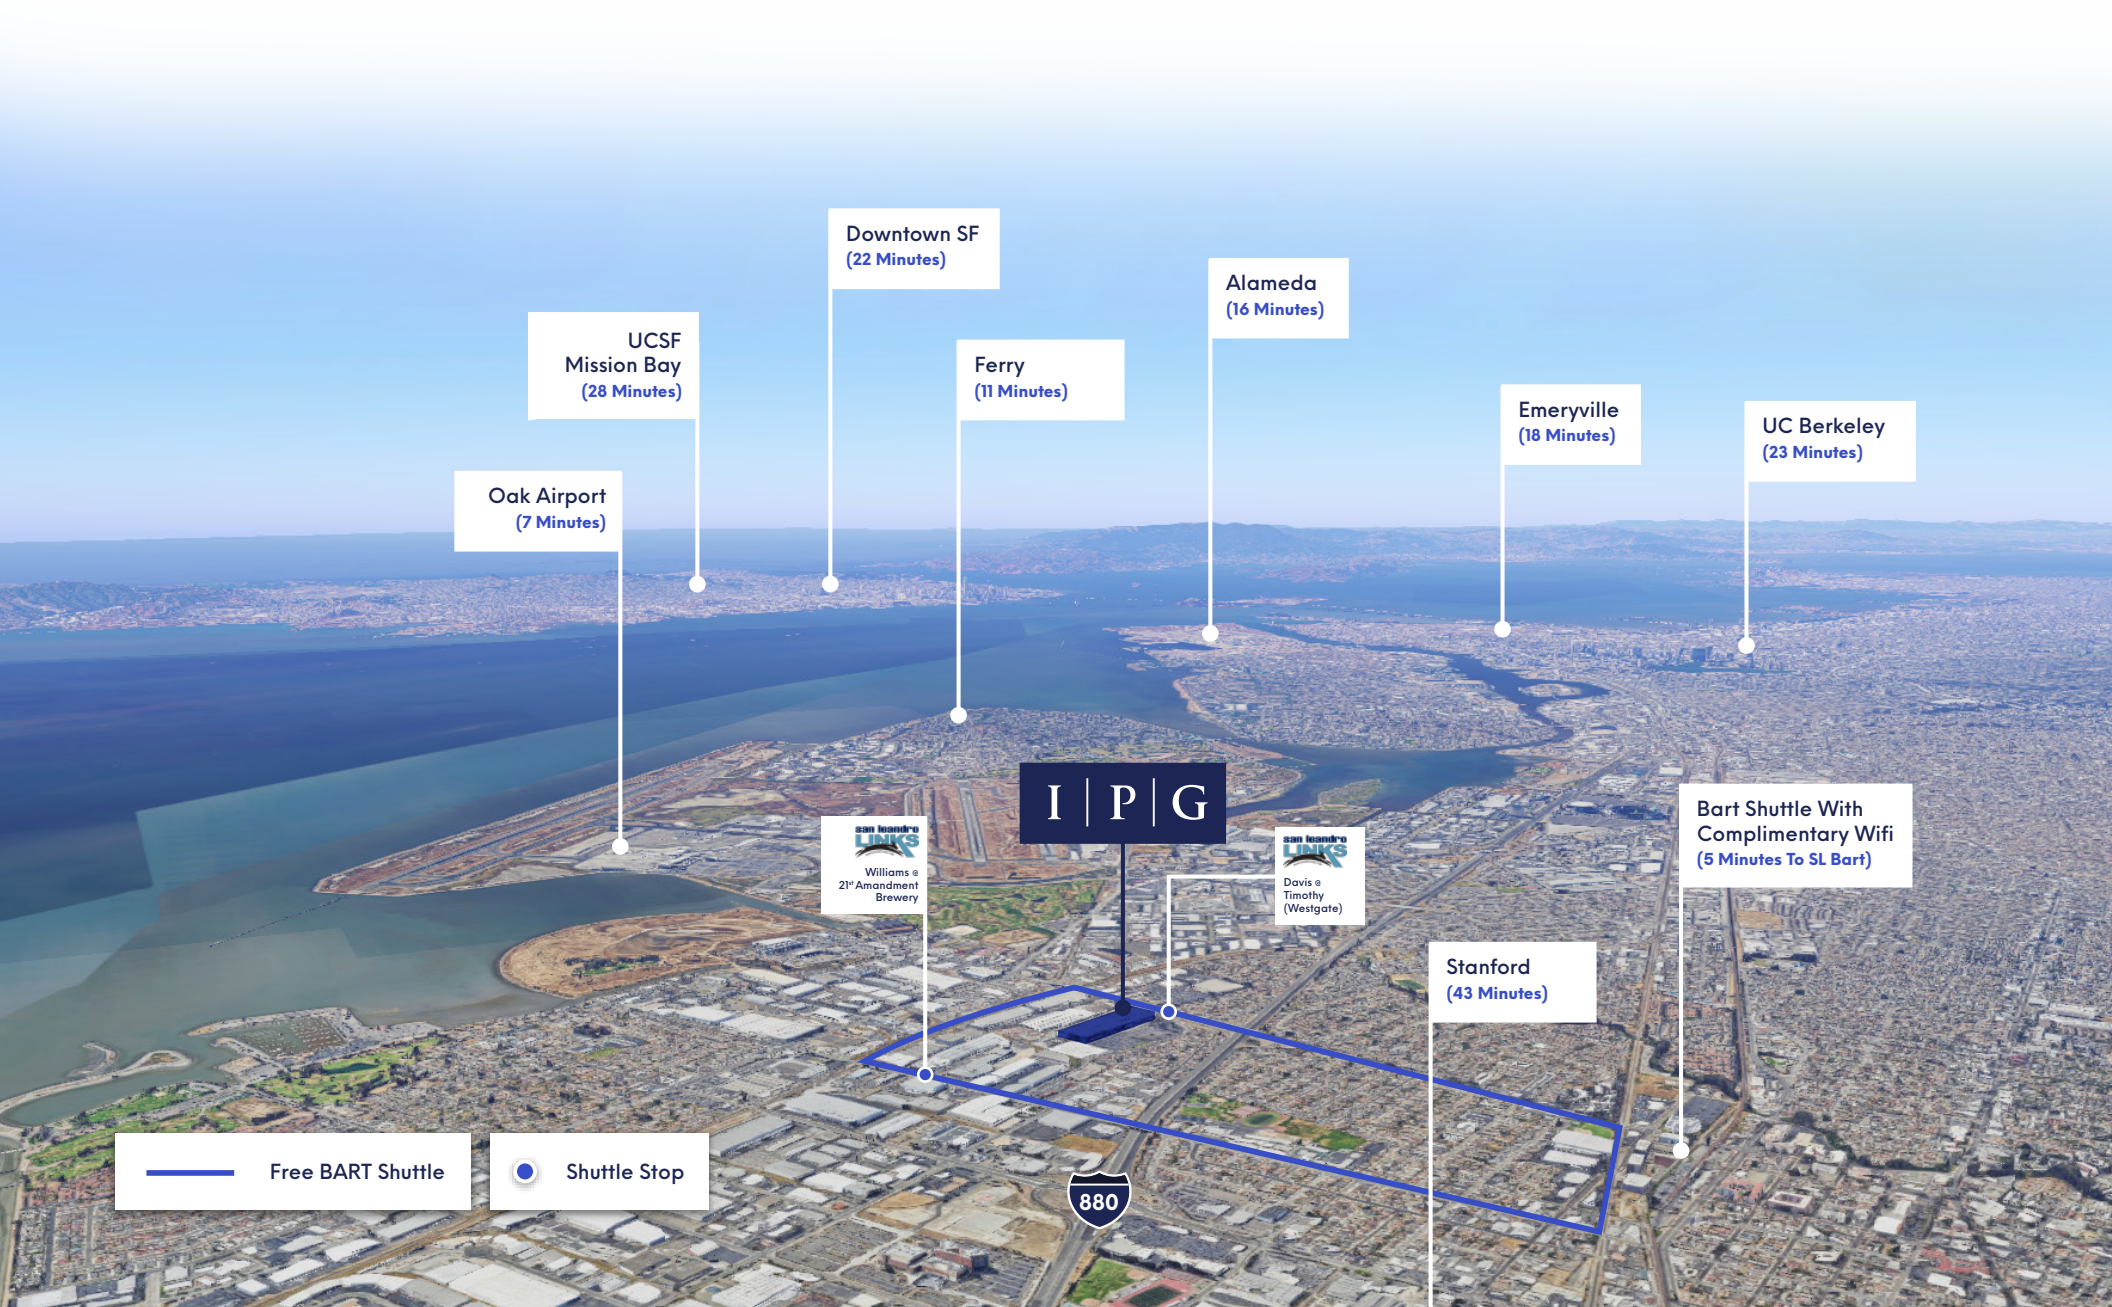 Downtown SF
(22 Minutes)
Alameda
(16 Minutes)
UCSF
Mission Bay
(28 Minutes)
Ferry
(11 Minutes)
Emeryville
(18 Minutes)
UC Berkeley
(23 Minutes)
Oak Airport
(7 Minutes)
I|P|G
Bart Shuttle With
Complimentary Wifi
(5 Minutes To SL Bart)
san leandro
LINKS
Williams @
21st Amandment
Brewery
san leandro
LINKS
Davis @
Timothy
(Westgate)
Stanford
(43 Minutes)
Free BART Shuttle
Shuttle Stop
880